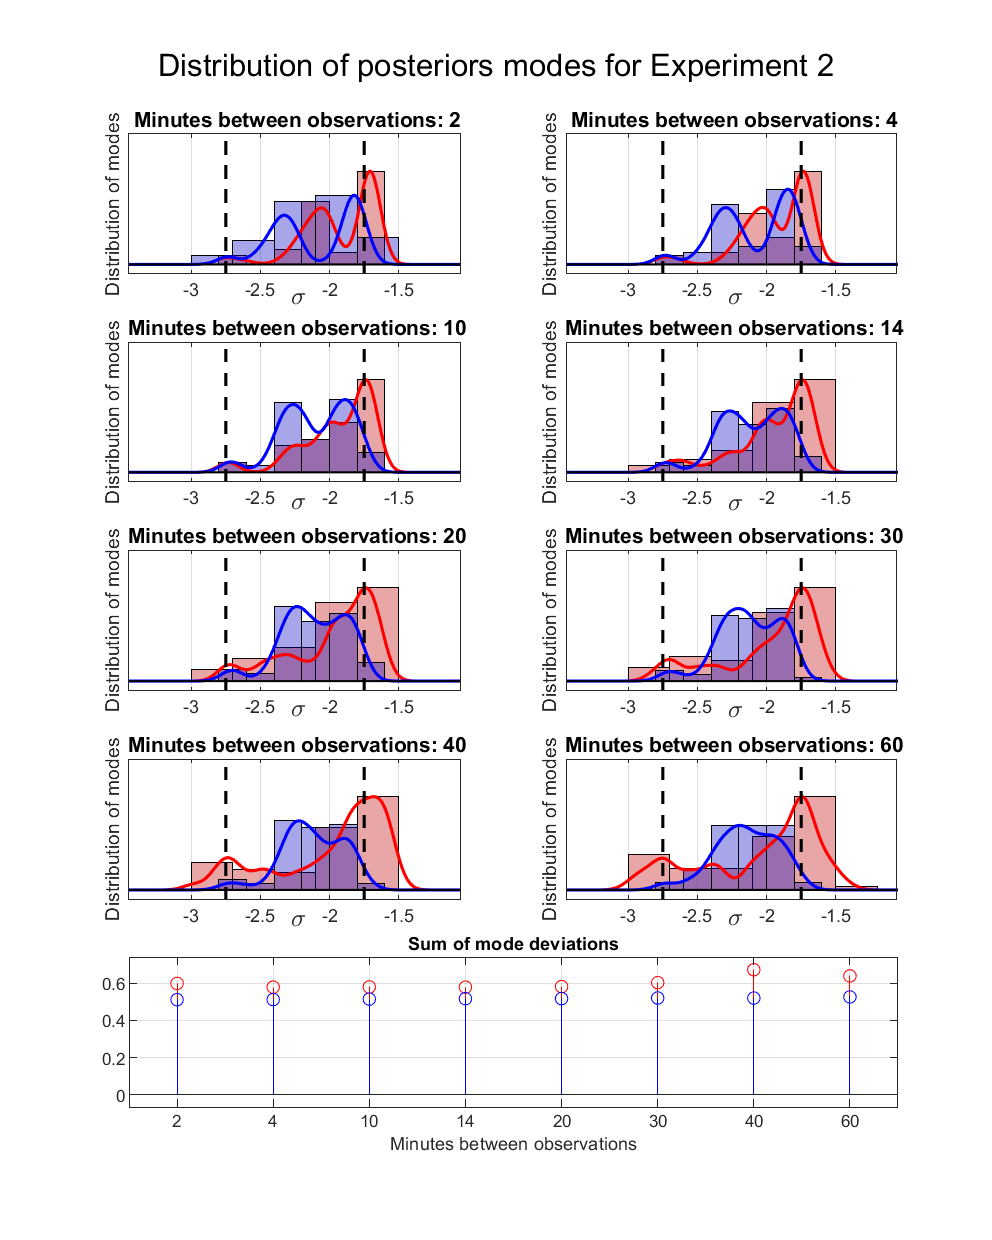 Distribution of posteriors modes for Experiment 2
Minutes between observations: 2
Distribution of modes
-3 -2.5 -2 -1.5
σ
Minutes between observations: 4
Distribution of modes
-3 -2.5 -2 -1.5
σ
Minutes between observations: 10
Distribution of modes
-3 -2.5 -2 -1.5
σ
Minutes between observations: 14
Distribution of modes
-3 -2.5 -2 -1.5
σ
Minutes between observations: 20
Distribution of modes
-3 -2.5 -2 -1.5
σ
Minutes between observations: 30
Distribution of modes
-3 -2.5 -2 -1.5
σ
Minutes between observations: 40
Distribution of modes
-3 -2.5 -2 -1.5
σ
Minutes between observations: 60
Distribution of modes
-3 -2.5 -2 -1.5
σ
Sum of mode deviations
0.6
0.4
0.2
0
2 4 10 14 20 30 40 60
Minutes between observations